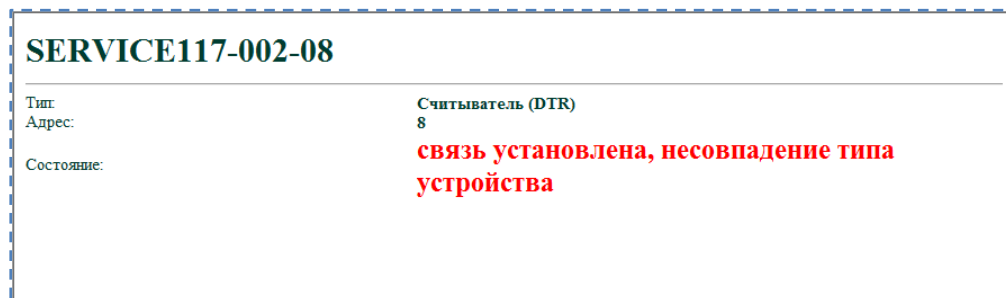 SERVICE117-002-08
Тип: Считыватель (DTR)
Адрес: 8
Состояние: связь установлена, несовпадение типа
устройства